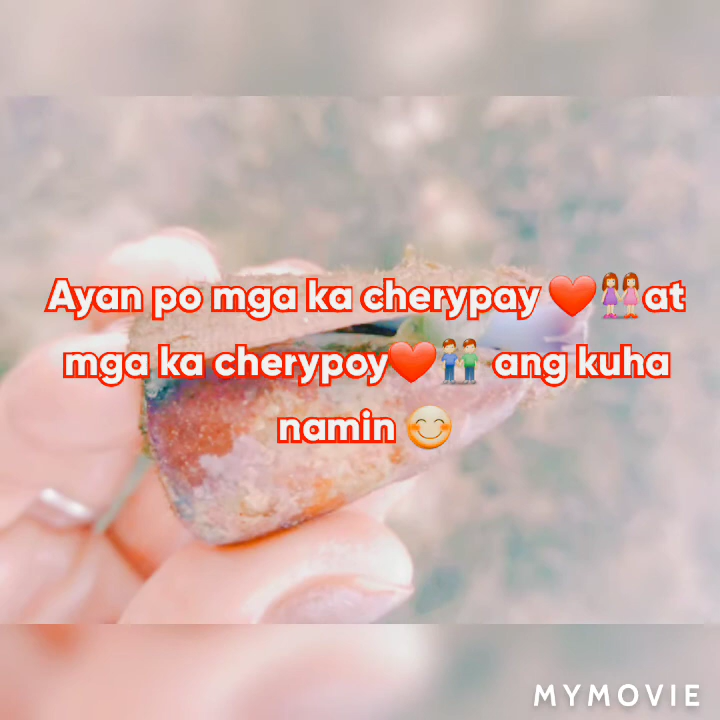 Ayan po mga ka cherypay ❤️👭at
mga ka cherypoy❤️👬 ang kuha
namin 😊
MYMOVIE